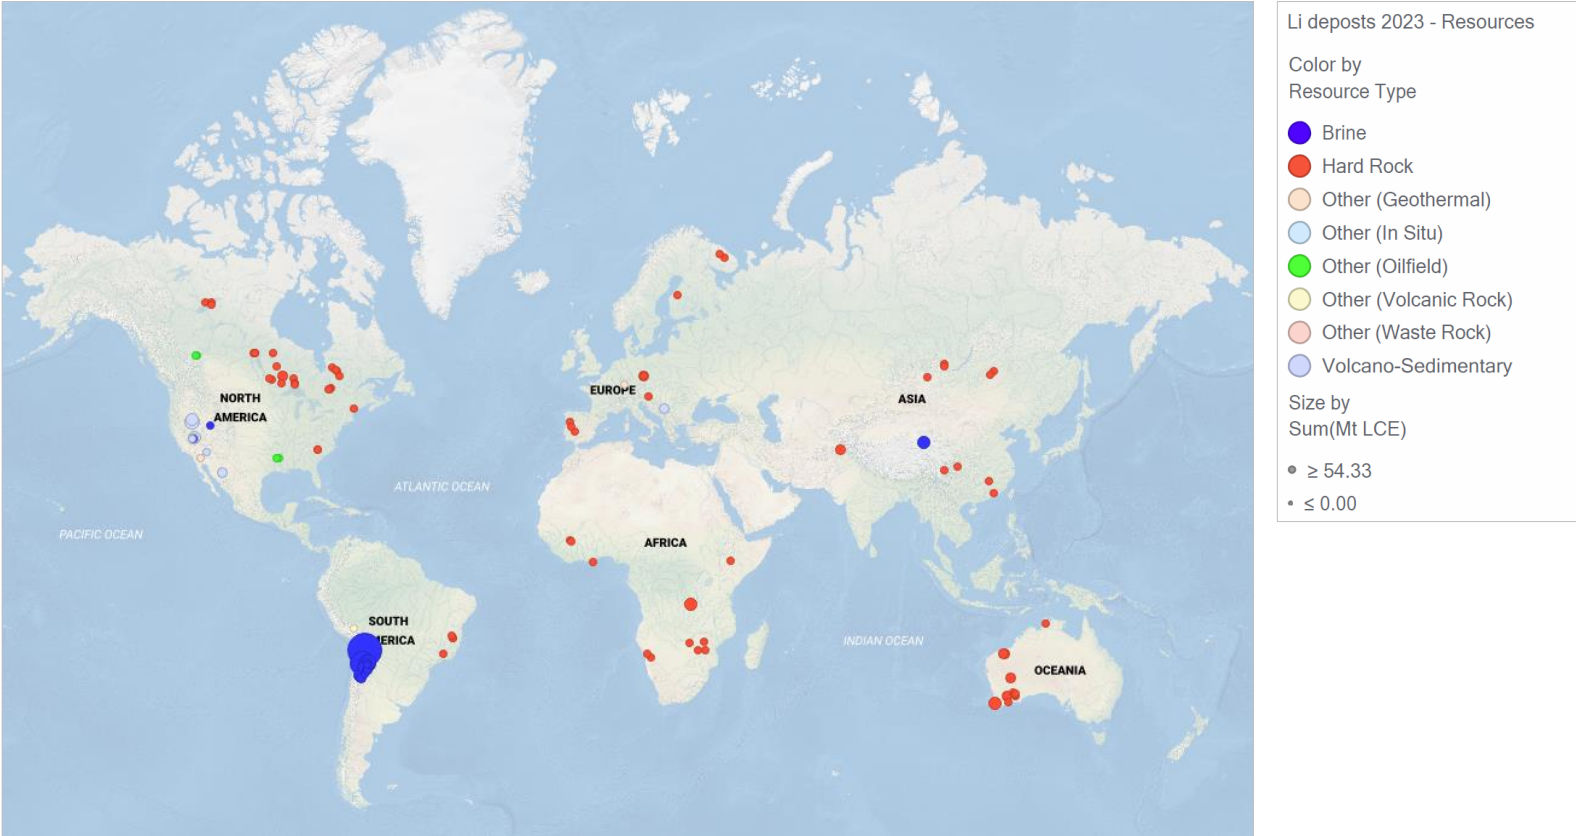 NORTH
AMERICA
ATLANTIC OCEAN
PACIFIC OCEAN
EUROPE
ASIA
AFRICA
SOUTH
MERICA
INDIAN OCEAN
OCEANIA
Li deposts 2023 - Resources
Color by
Resource Type
Brine
Hard Rock
Other (Geothermal)
Other (In Situ)
Other (Oilfield)
Other (Volcanic Rock)
Other (Waste Rock)
Volcano-Sedimentary
Size by
Sum(Mt LCE)
≥ 54.33
≤ 0.00